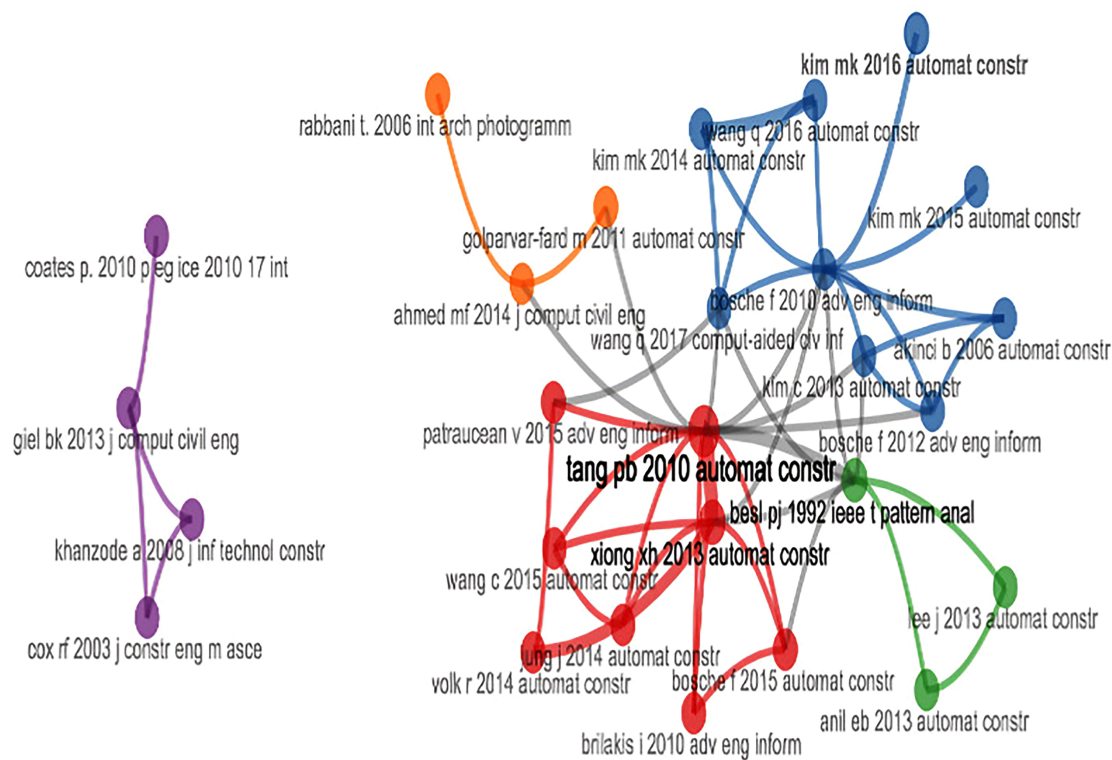 kim mk 2016 automat constr
rabbani t. 2006 int arch photogramm
wang q 2016 automat constr
kim mk 2014 automat constr
kim mk 2015 automat constr
golparvar-fard m 2011 automat constr
coates p. 2010 p eg ice 2010 17 int
bosche f 2010 adv eng inform
ahmed mf 2014 j comput civil eng
wang q 2017 comput-aided civ inf
akinci b 2006 automat constr
kim c 2013 automat constr
giel bk 2013 j comput civil eng
patraucean v 2015 adv eng inform
bosche f 2012 adv eng inform
tang pb 2010 automat constr
besl pj 1992 ieee t pattern anal
khanzode a 2008 j inf technol constr
xiong xh 2013 automat constr
wang c 2015 automat constr
lee j 2013 automat constr
cox rf 2003 j constr eng m asce
jung j 2014 automat constr
volk r 2014 automat constr
bosche f 2015 automat constr
anil eb 2013 automat constr
brilakis i 2010 adv eng inform